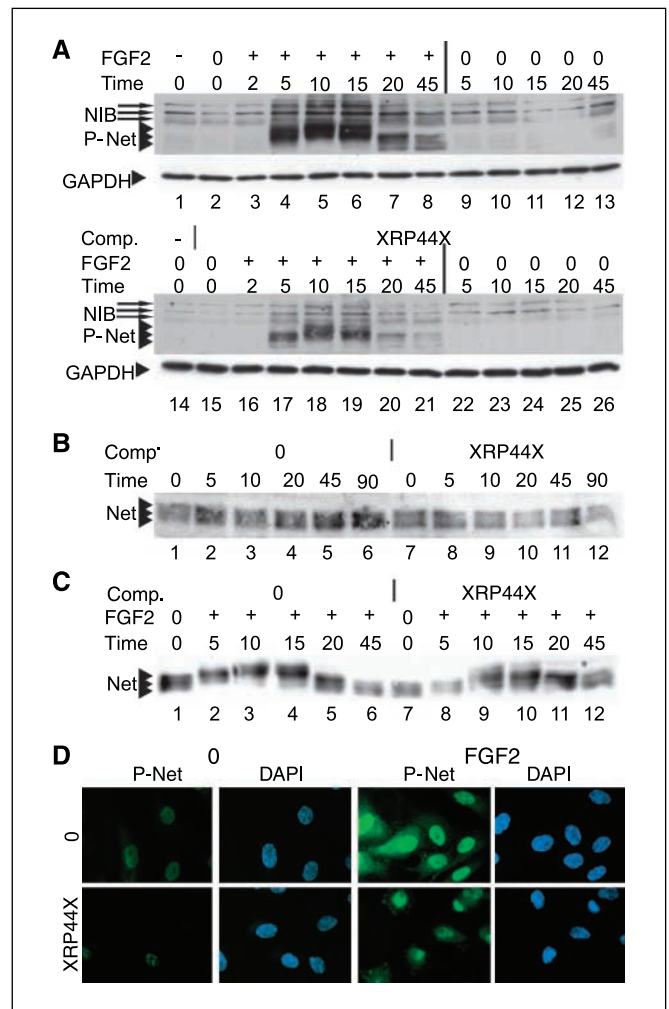 A
FGF2 - 0 + + + + + + 0 0 0 0 0
Time 0 0 2 5 10 15 20 45 5 10 15 20 45
NIB
P-Net
GAPDH
1 2 3 4 5 6 7 8 9 10 11 12 13
Comp. - XRP44X
FGF2 0 0 + + + + + + 0 0 0 0 0
Time 0 0 2 5 10 15 20 45 5 10 15 20 45
NIB
P-Net
GAPDH
14 15 16 17 18 19 20 21 22 23 24 25 26
B
Comp. 0 XRP44X
Time 0 5 10 20 45 90 0 5 10 20 45 90
Net
1 2 3 4 5 6 7 8 9 10 11 12
C
Comp. 0 XRP44X
FGF2 0 + + + + + 0 + + + + +
Time 0 5 10 15 20 45 0 5 10 15 20 45
Net
1 2 3 4 5 6 7 8 9 10 11 12
D 0 FGF2
P-Net DAPI P-Net DAPI
0
XRP44X